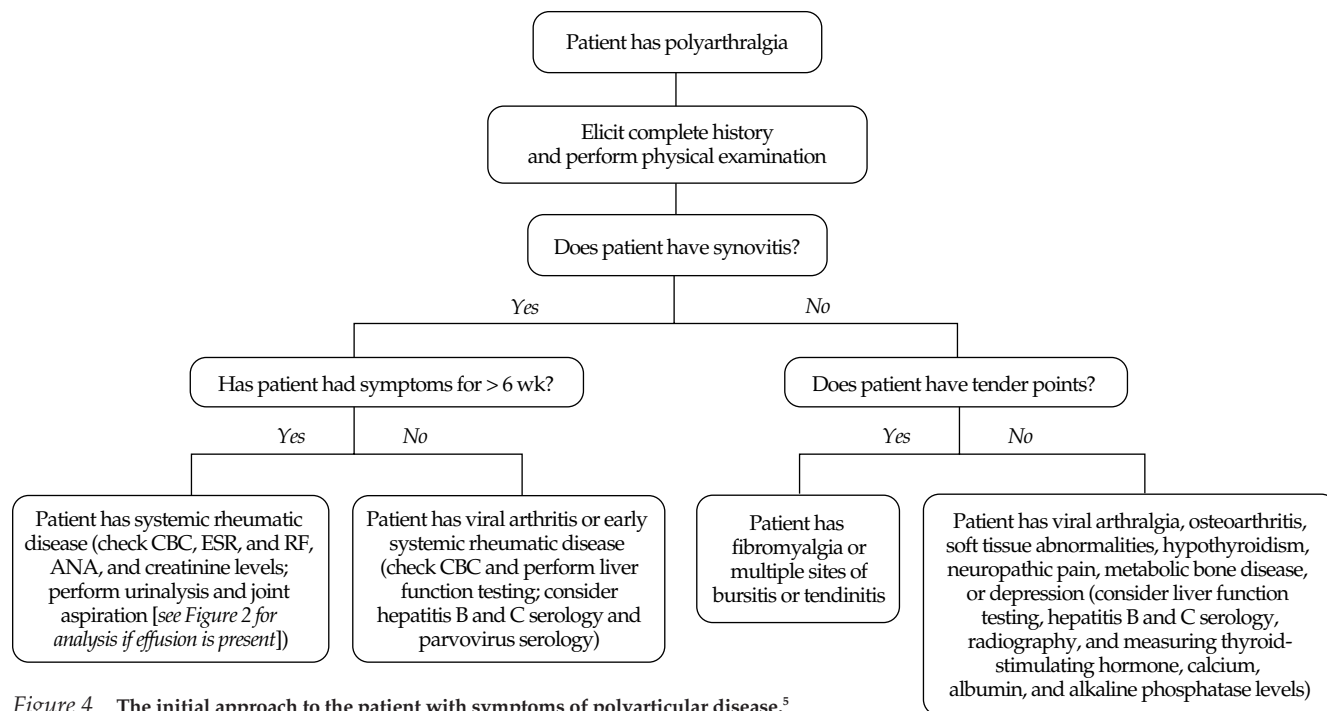 Patient has polyarthralgia
Elicit complete history
and perform physical examination
Does patient have synovitis?
Yes
No
Has patient had symptoms for > 6 wk?
Does patient have tender points?
Yes
No
Yes
No
Patient has systemic rheumatic
disease (check CBC, ESR, and RF,
ANA, and creatinine levels;
perform urinalysis and joint
aspiration [see Figure 2 for
analysis if effusion is present])
Patient has viral arthritis or early
systemic rheumatic disease
(check CBC and perform liver
function testing; consider
hepatitis B and C serology and
parvovirus serology)
Patient has
fibromyalgia or
multiple sites of
bursitis or tendinitis
Patient has viral arthralgia, osteoarthritis,
soft tissue abnormalities, hypothyroidism,
neuropathic pain, metabolic bone disease,
or depression (consider liver function
testing, hepatitis B and C serology,
radiography, and measuring thyroid-
stimulating hormone, calcium,
albumin, and alkaline phosphatase levels)
Figure 4 The initial approach to the patient with symptoms of polyarticular disease.⁵